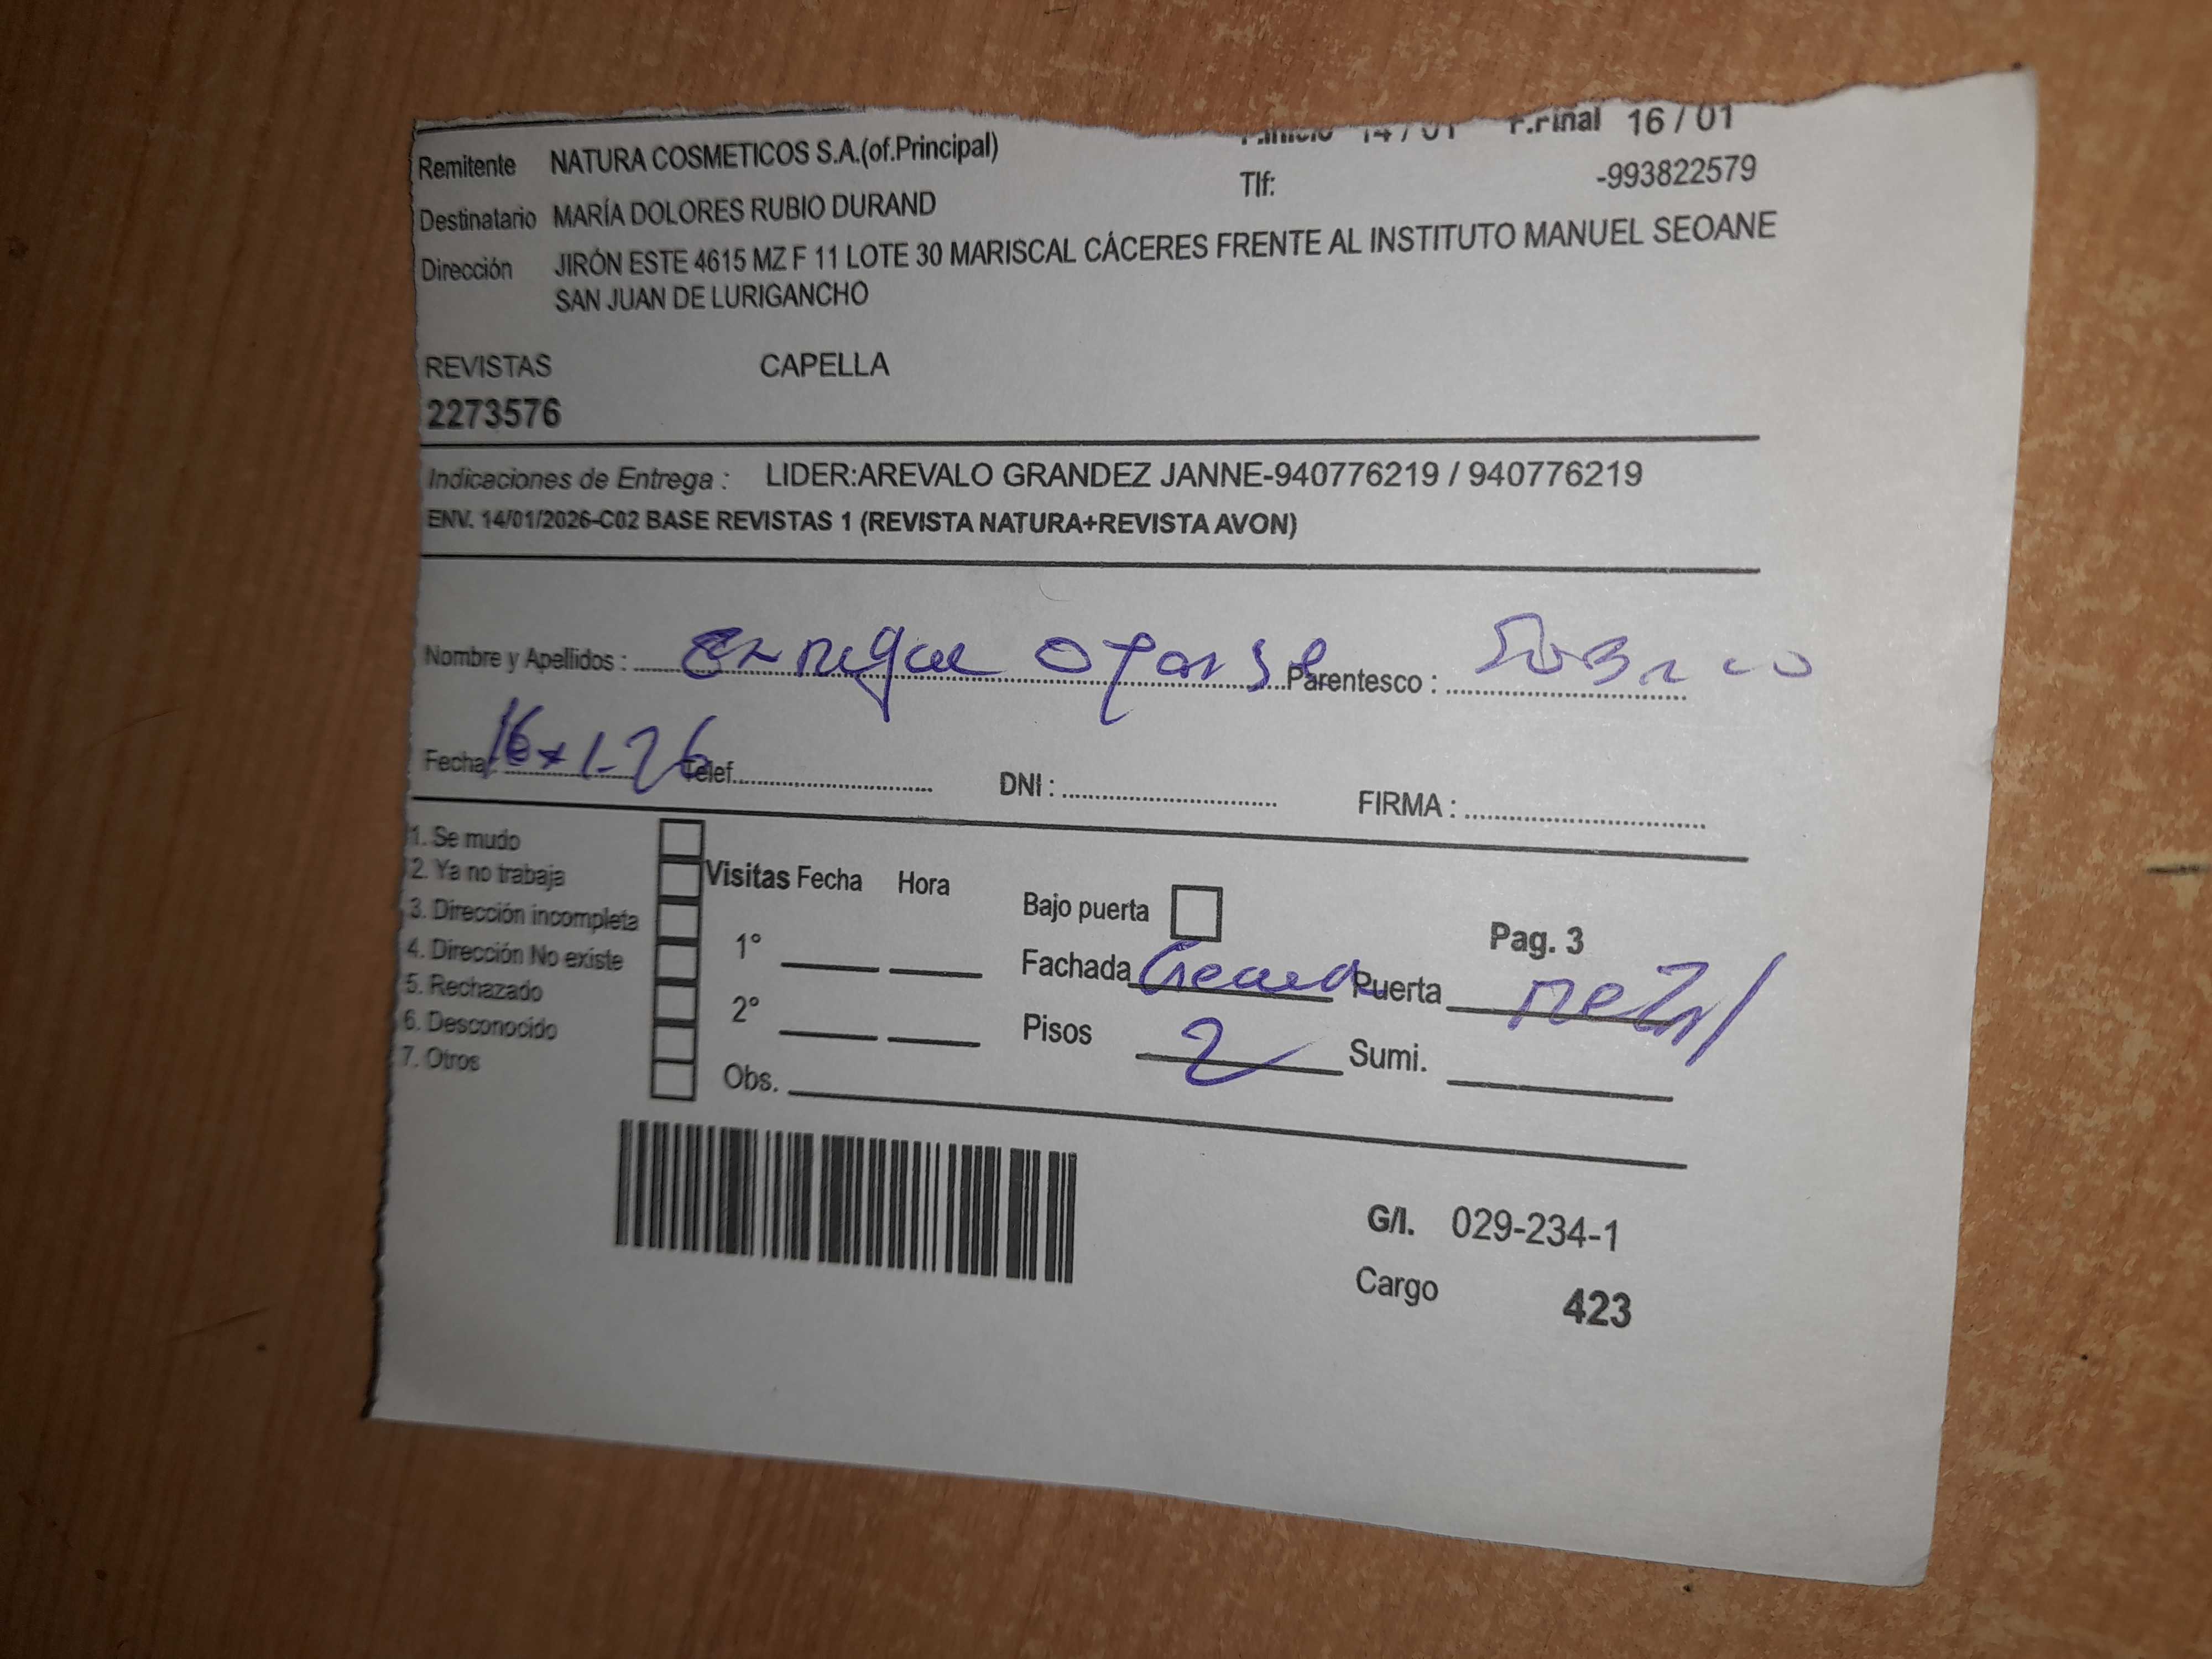 F.Inicio 14 / 01 F.Final 16 / 01
Remitente NATURA COSMETICOS S.A.(of.Principal) Tlf: -993822579
Destinatario MARÍA DOLORES RUBIO DURAND
Dirección JIRÓN ESTE 4615 MZ F 11 LOTE 30 MARISCAL CÁCERES FRENTE AL INSTITUTO MANUEL SEOANE
SAN JUAN DE LURIGANCHO
REVISTAS CAPELLA
2273576
Indicaciones de Entrega : LIDER:AREVALO GRANDEZ JANNE-940776219 / 940776219
ENV. 14/01/2026-C02 BASE REVISTAS 1 (REVISTA NATURA+REVISTA AVON)
Nombre y Apellidos : Enrique Parentesco :
Fecha: 16-1-26 Telef. DNI : FIRMA :
1. Se mudo
2. Ya no trabaja
3. Dirección incompleta
4. Dirección No existe
5. Rechazado
6. Desconocido
7. Otros
Visitas Fecha Hora
1°
2°
Obs.
Bajo puerta Pag. 3
Fachada Puerta metal
Pisos 2 Sumi.
G/I. 029-234-1
Cargo 423